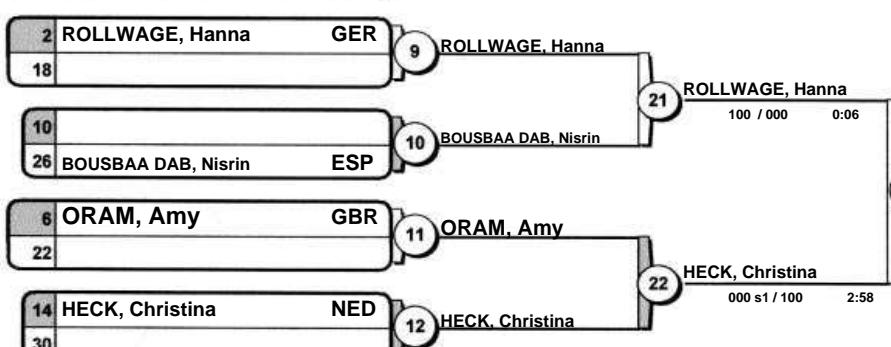 2 ROLLWAGE, Hanna GER
18
9 ROLLWAGE, Hanna
21 ROLLWAGE, Hanna
100 / 000 0:06
10
26 BOUSBAA DAB, Nisrin ESP
10 BOUSBAA DAB, Nisrin
6 ORAM, Amy GBR
22
11 ORAM, Amy
22 HECK, Christina
000 s1 / 100 2:58
14 HECK, Christina NED
30
12 HECK, Christina